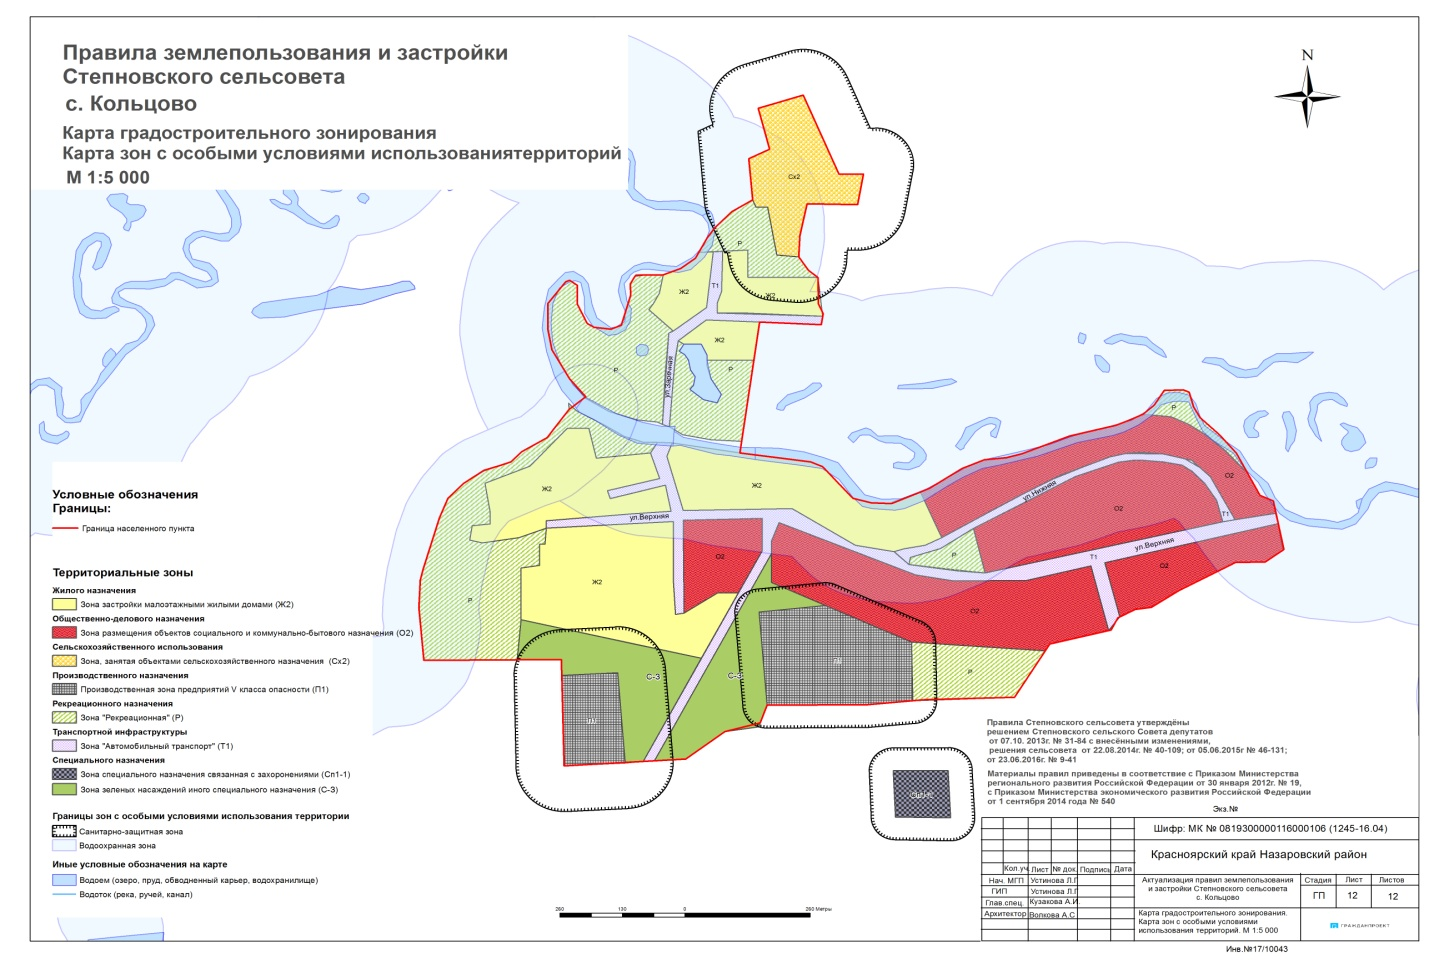 Правила землепользования и застройки
Степновского сельсовета
с. Кольцово
Карта градостроительного зонирования
Карта зон с особыми условиями использованиятерриторий
М 1:5 000
N
Сх2
Р
Ж2
Т1
Ж2
Ж2
Р
Р
ул.Заречная
Р
Ж2
Ж2
О2
ул.Нижняя
О2
Т1
ул.Верхняя
Р
Т1
ул.Верхняя
О2
О2
Ж2
Р
О2
П1
Р
С-3
С-3
П1
Сп1-1
Условные обозначения
Границы:
Граница населенного пункта
Территориальные зоны
Жилого назначения
Зона застройки малоэтажными жилыми домами (Ж2)
Общественно-делового назначения
Зона размещения объектов социального и коммунально-бытового назначения (О2)
Сельскохозяйственного использования
Зона, занятая объектами сельскохозяйственного назначения (Сх2)
Производственного назначения
Производственная зона предприятий V класса опасности (П1)
Рекреационного назначения
Зона "Рекреационная" (Р)
Транспортной инфраструктуры
Зона "Автомобильный транспорт" (Т1)
Специального назначения
Зона специального назначения связанная с захоронениями (Сп1-1)
Зона зеленых насаждений иного специального назначения (С-3)
Границы зон с особыми условиями использования территории
Санитарно-защитная зона
Водоохранная зона
Иные условные обозначения на карте
Водоем (озеро, пруд, обводненный карьер, водохранилище)
Водоток (река, ручей, канал)
260 130 0 260 Метры
Правила Степновского сельсовета утверждёны
решением Степновского сельского Совета депутатов
от 07.10. 2013г. № 31-84 с внесёнными изменениями,
решения сельсовета от 22.08.2014г. № 40-109; от 05.06.2015г № 46-131;
от 23.06.2016г. № 9-41
Материалы правил приведены в соответствие с Приказом Министерства
регионального развития Российской Федерации от 30 января 2012г. № 19,
с Приказом Министерства экономического развития Российской Федерации
от 1 сентября 2014 года № 540
Экз.№
Шифр: МК № 0819300000116000106 (1245-16.04)
Красноярский край Назаровский район
Кол.уч Лист № док. Подпись Дата
Нач. МГП Устинова Л.Г
ГИП Устинова Л.Г
Глав.спец. Кузакова А.И.
Архитектор Волкова А.С
Актуализация правил землепользования
и застройки Степновского сельсовета
с. Кольцово
Стадия Лист Листов
ГП 12 12
Карта градостроительного зонирования.
Карта зон с особыми условиями
использования территорий. М 1:5 000
ГРАЖДАНПРОЕКТ
Инв.№17/10043